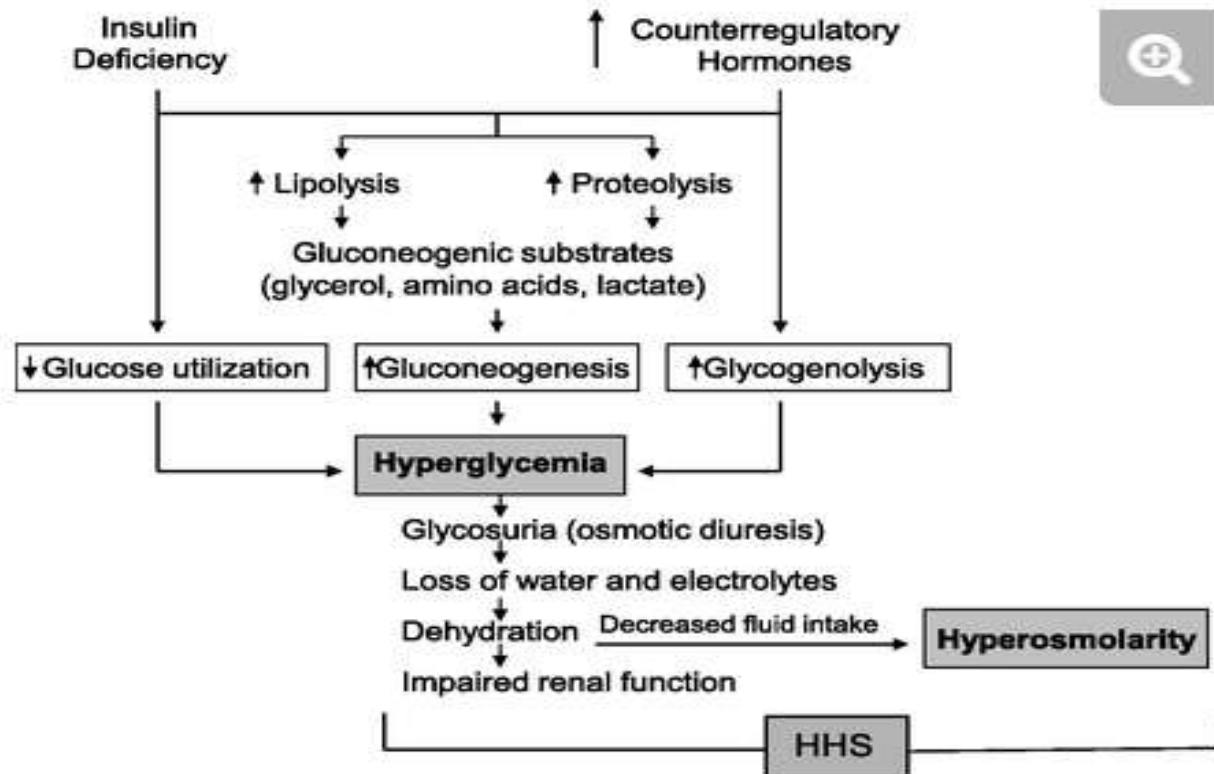 Insulin
Deficiency
↑ Counterregulatory
Hormones
↑ Lipolysis
↑ Proteolysis
Gluconeogenic substrates
(glycerol, amino acids, lactate)
↓Glucose utilization
↑Gluconeogenesis
↑Glycogenolysis
Hyperglycemia
Glycosuria (osmotic diuresis)
Loss of water and electrolytes
Dehydration
Decreased fluid intake
Hyperosmolarity
Impaired renal function
HHS